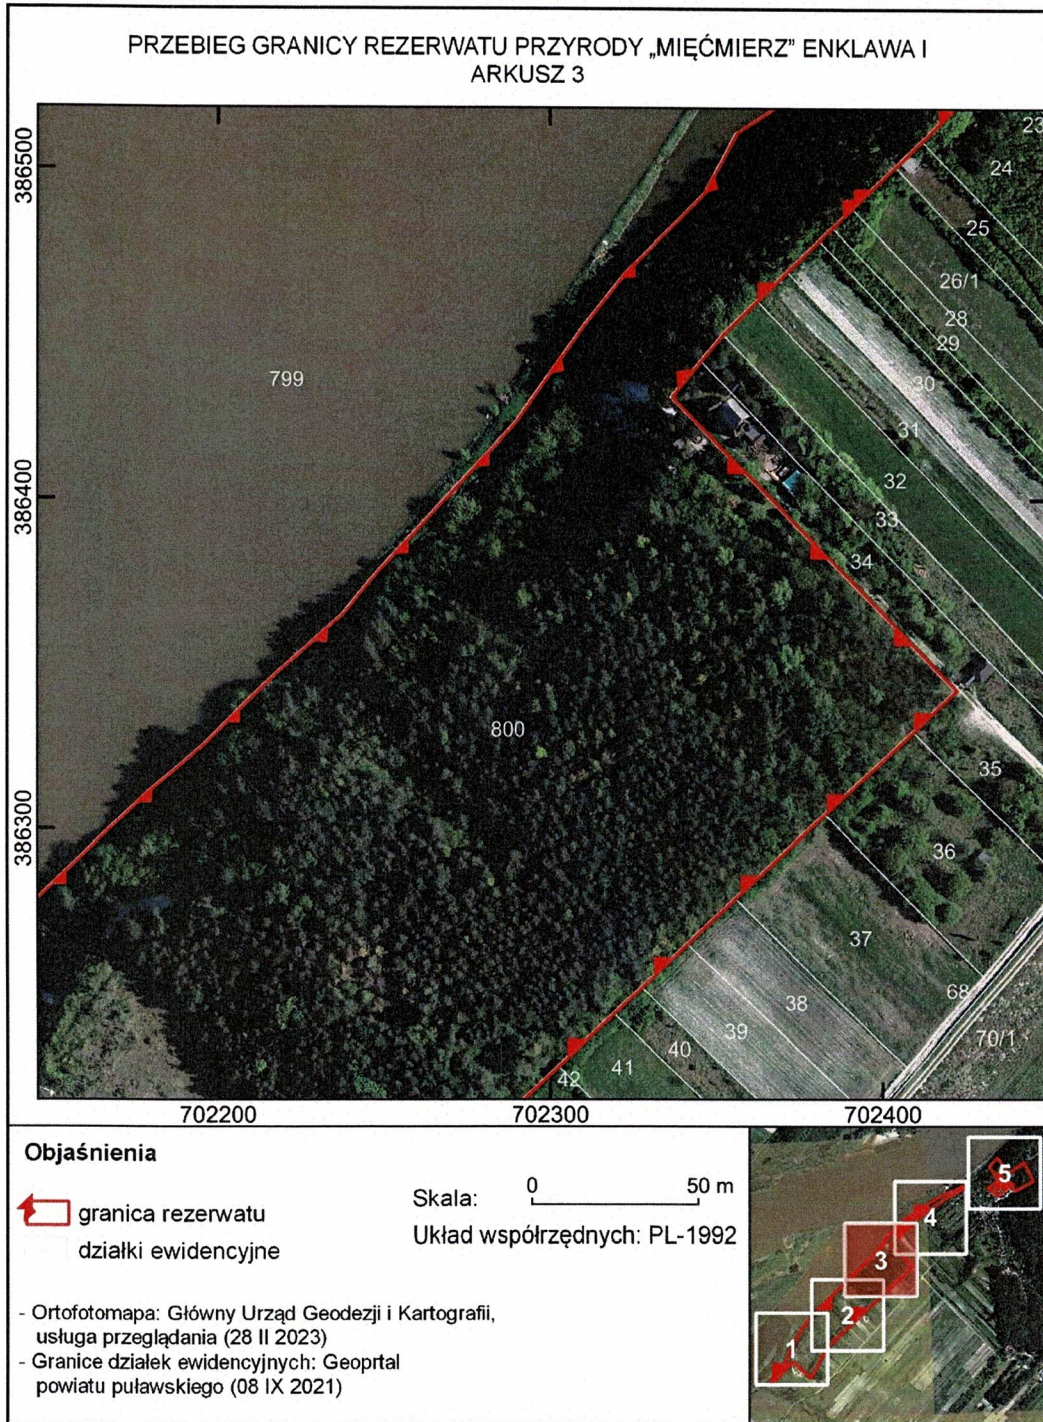 PRZEBIEG GRANICY REZERWATU PRZYRODY „MIĘĆMIERZ” ENKLAWA I
ARKUSZ 3
386500
386400
386300
23
24
25
26/1
28
29
30
31
32
33
34
799
800
35
36
37
68
38
70/1
39
40
41
42
702200
702300
702400
Objaśnienia
granica rezerwatu
działki ewidencyjne
Skala:
0
50 m
Układ współrzędnych: PL-1992
- Ortofotomapa: Główny Urząd Geodezji i Kartografii,
usługa przeglądania (28 II 2023)
- Granice działek ewidencyjnych: Geoprtal
powiatu puławskiego (08 IX 2021)
5
4
3
2
1